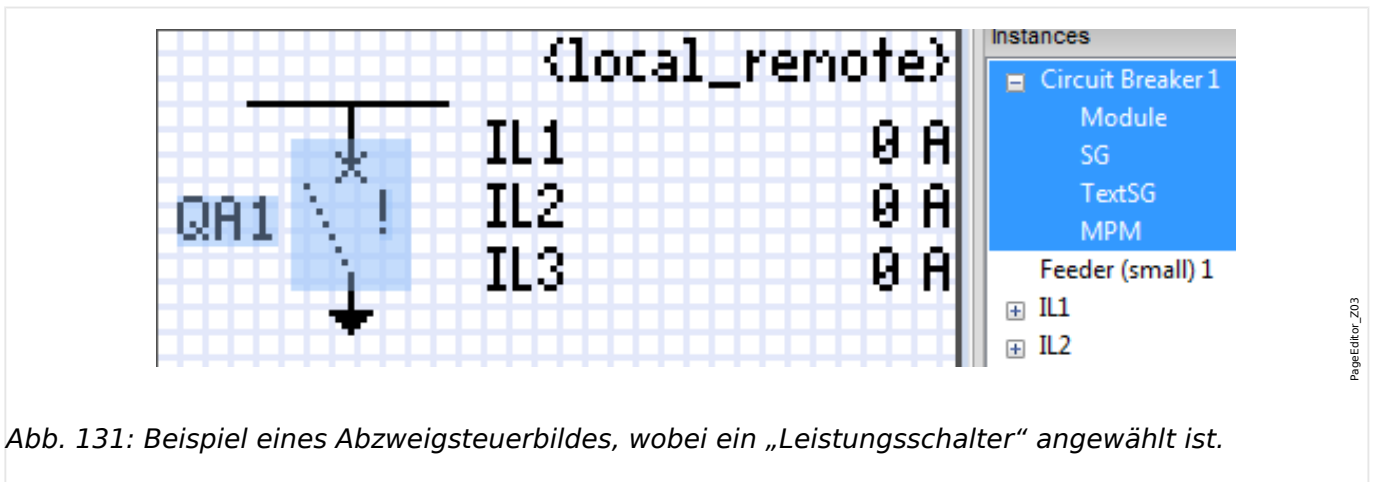 {local_remote}
IL1 0 A
QA1 ! IL2 0 A
IL3 0 A
Instances
Circuit Breaker 1
Module
SG
TextSG
MPM
Feeder (small) 1
IL1
IL2
PageEditor_Z03
Abb. 131: Beispiel eines Abzweigsteuerbildes, wobei ein „Leistungsschalter“ angewählt ist.